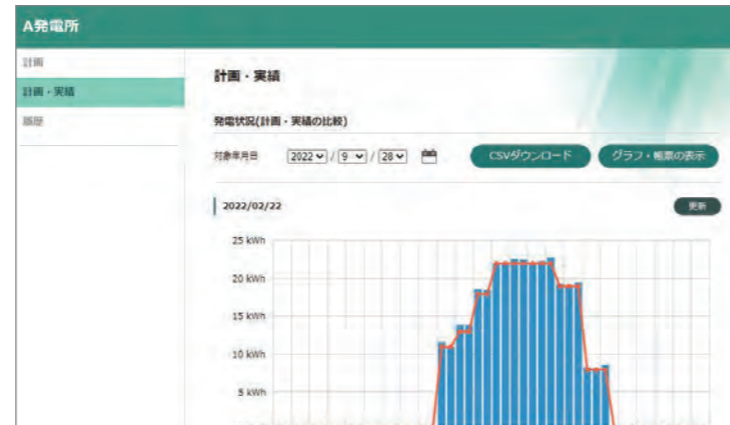 A発電所
計画
計画・実績
履歴
計画・実績
発電状況(計画・実績の比較)
対象年月日 2022 / 9 / 28 CSVダウンロード グラフ・帳票の表示
2022/02/22 更新
25 kWh
20 kWh
15 kWh
10 kWh
5 kWh